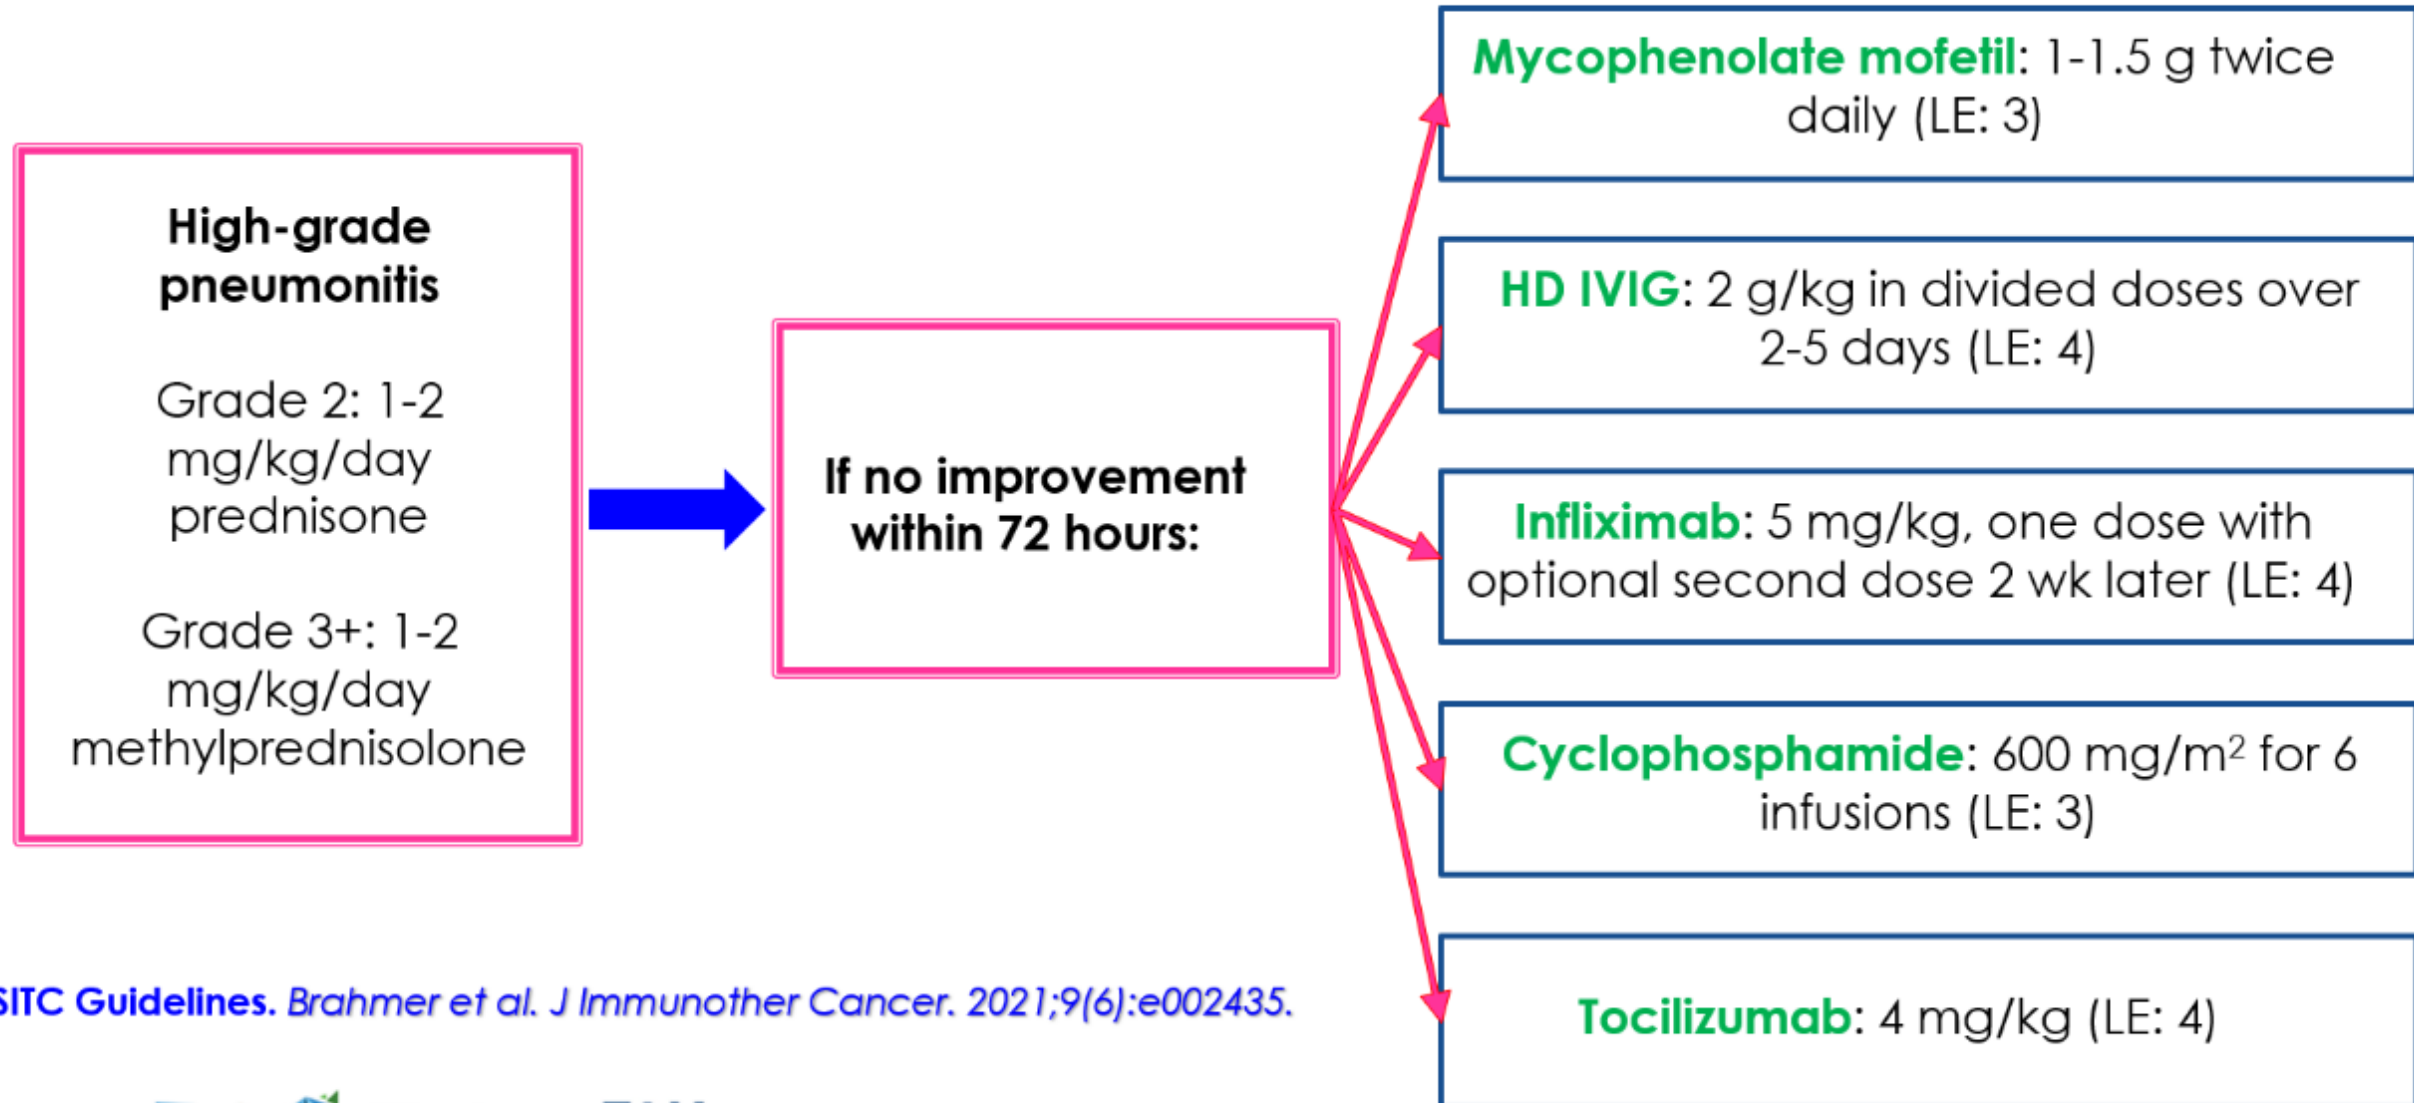 High-grade
pneumonitis
Grade 2: 1-2
mg/kg/day
prednisone
Grade 3+: 1-2
mg/kg/day
methylprednisolone
If no improvement
within 72 hours:
Mycophenolate mofetil: 1-1.5 g twice
daily (LE: 3)
HD IVIG: 2 g/kg in divided doses over
2-5 days (LE: 4)
Infliximab: 5 mg/kg, one dose with
optional second dose 2 wk later (LE: 4)
Cyclophosphamide: 600 mg/m² for 6
infusions (LE: 3)
Tocilizumab: 4 mg/kg (LE: 4)
SITC Guidelines. Brahmer et al. J Immunother Cancer. 2021;9(6):e002435.